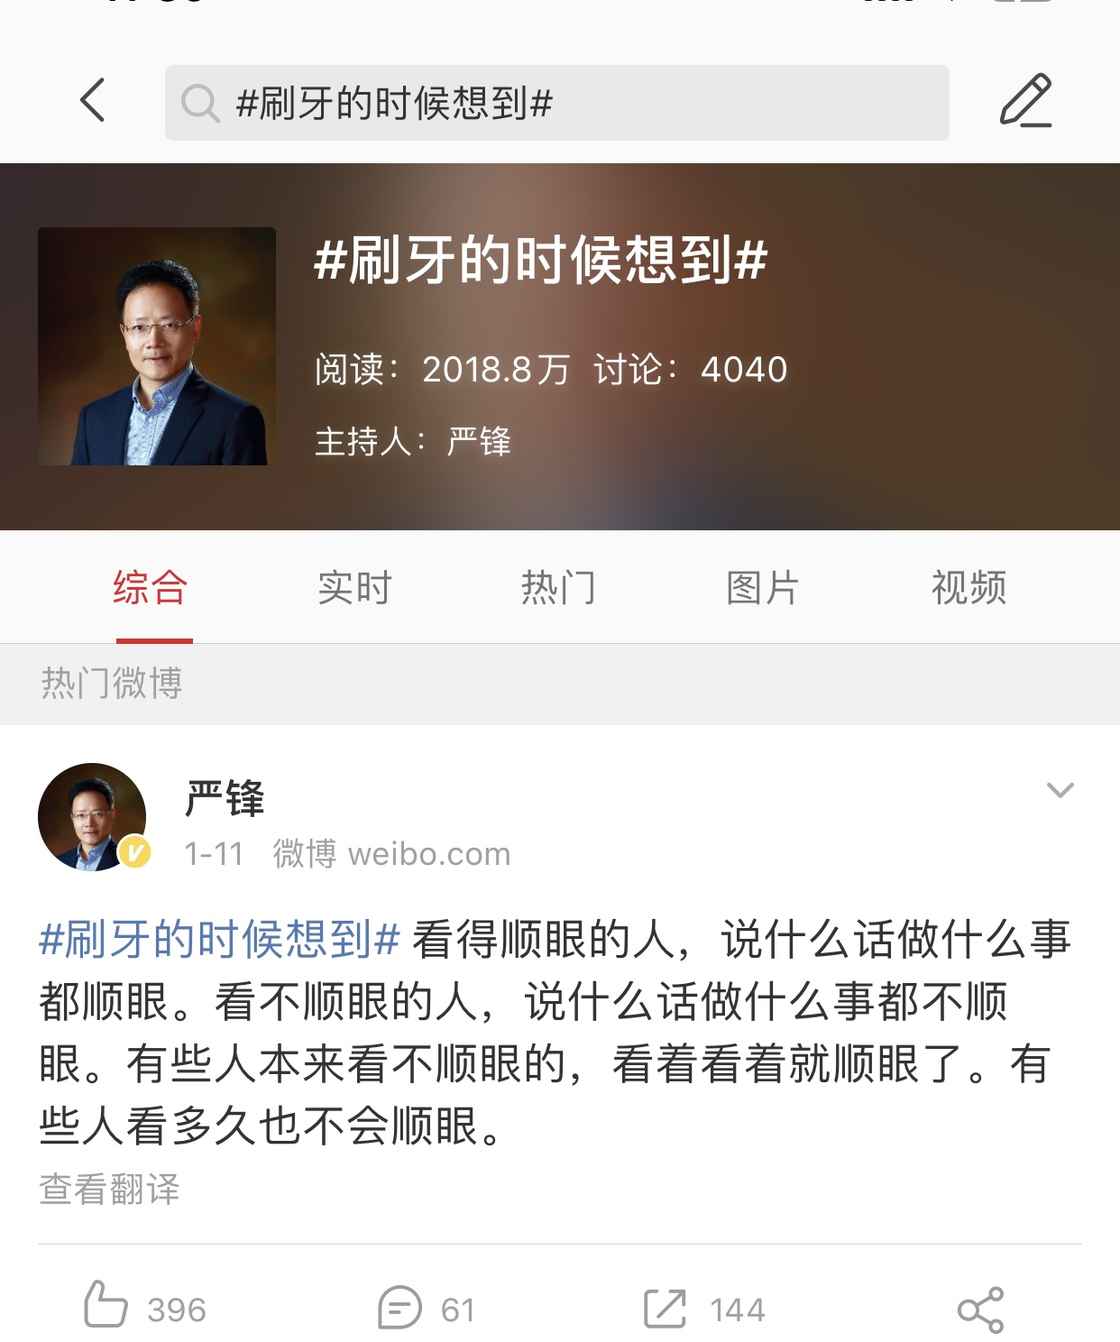 #刷牙的时候想到#
#刷牙的时候想到#
阅读：2018.8万 讨论：4040
主持人：严锋
综合 实时 热门 图片 视频
热门微博
严锋
1-11 微博 weibo.com
#刷牙的时候想到# 看得顺眼的人，说什么话做什么事
都顺眼。看不顺眼的人，说什么话做什么事都不顺
眼。有些人本来看不顺眼的，看着看着就顺眼了。有
些人看多久也不会顺眼。
查看翻译
396 61 144